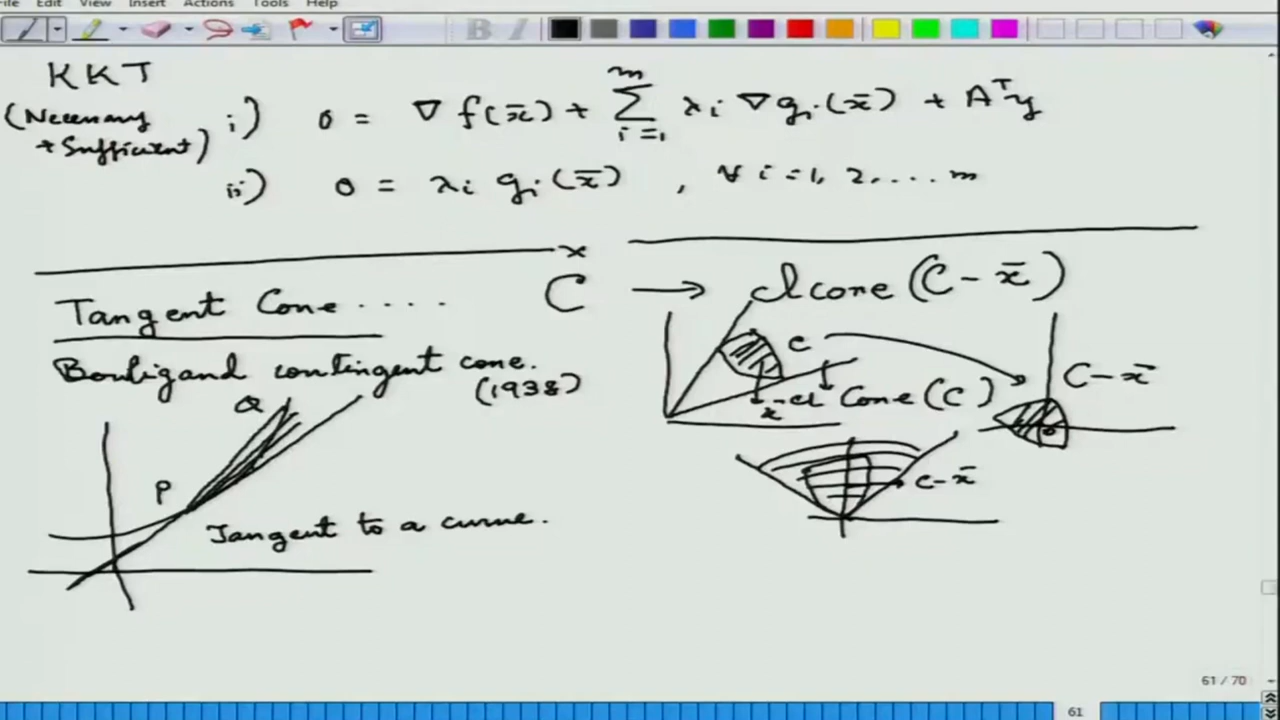 File Edit View Insert Actions Tools Help
KKT
(Necessary + Sufficient)
i) 0 = ∇ f(x̄) + ∑_{i=1}^{m} λi ∇ gi(x̄) + Aᵀy
ii) 0 = λi gi(x̄) , ∀ i = 1, 2, .... m
x
Tangent Cone ....
C → cl cone (C - x̄)
Bouligand contingent cone.
(1938)
C
cl Cone (C)
x̄
C - x̄
Q
P
Tangent to a curve.
C - x̄
61 / 70
61